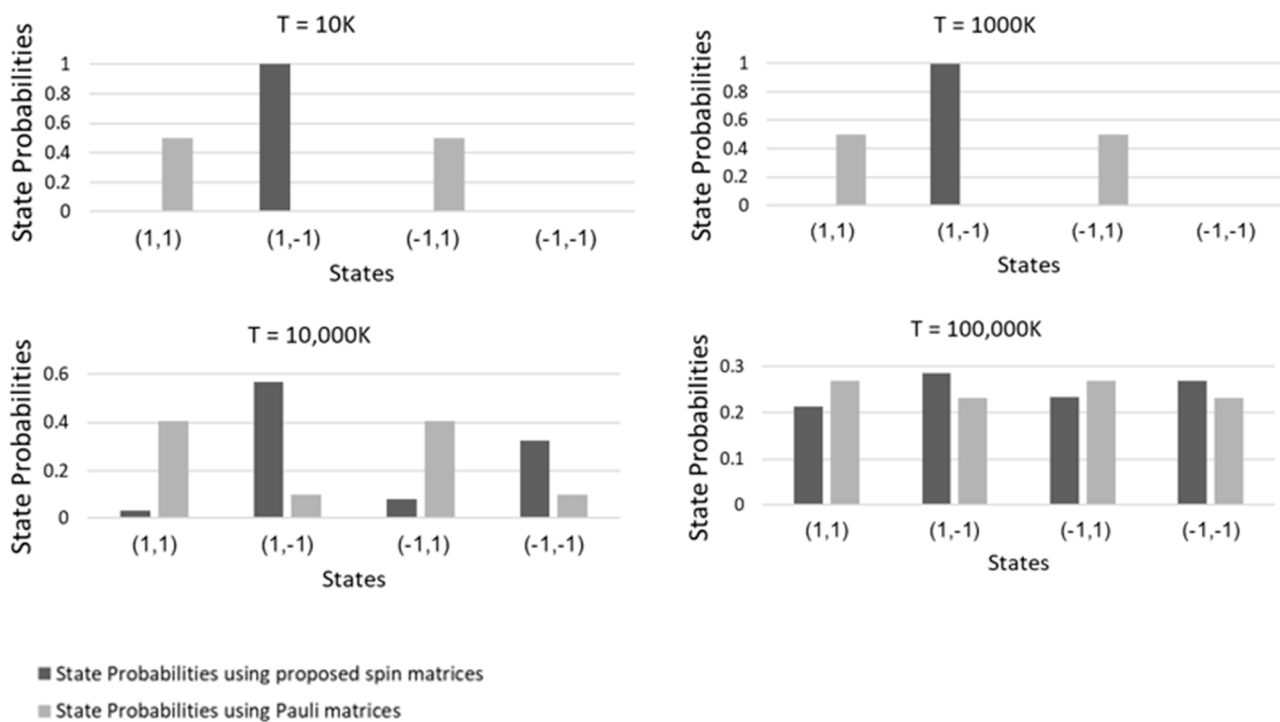 T = 10K
State Probabilities
1
0.8
0.6
0.4
0.2
0
(1,1) (1,-1) (-1,1) (-1,-1)
States
T = 1000K
State Probabilities
1
0.8
0.6
0.4
0.2
0
(1,1) (1,-1) (-1,1) (-1,-1)
States
T = 10,000K
State Probabilities
0.6
0.4
0.2
0
(1,1) (1,-1) (-1,1) (-1,-1)
States
T = 100,000K
State Probabilities
0.3
0.2
0.1
0
(1,1) (1,-1) (-1,1) (-1,-1)
States
State Probabilities using proposed spin matrices
State Probabilities using Pauli matrices